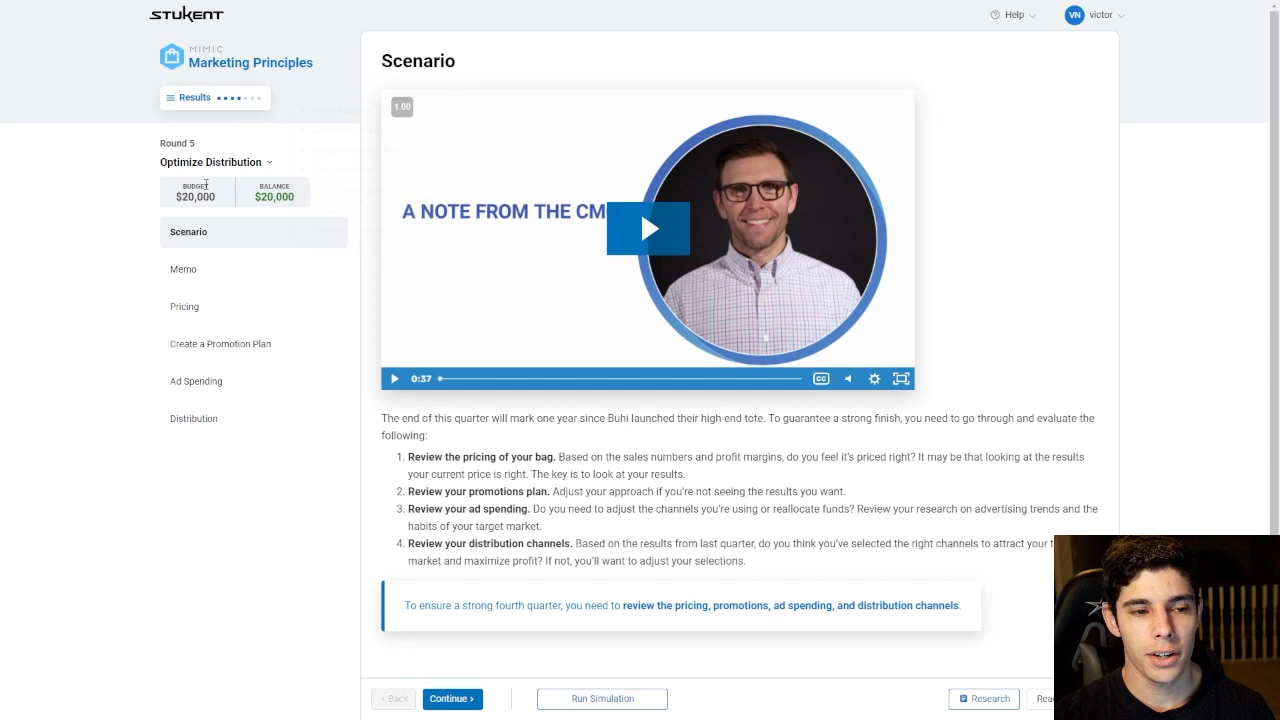 STUKENT
Help
VN victor
MIMIC
Marketing Principles
Results
Round 5
Optimize Distribution
BUDGET
$20,000
BALANCE
$20,000
Scenario
Memo
Pricing
Create a Promotion Plan
Ad Spending
Distribution
Scenario
1.00
A NOTE FROM THE CM
0:37
CC
The end of this quarter will mark one year since Buhi launched their high-end tote. To guarantee a strong finish, you need to go through and evaluate the
following:
1. Review the pricing of your bag. Based on the sales numbers and profit margins, do you feel it's priced right? It may be that looking at the results
your current price is right. The key is to look at your results.
2. Review your promotions plan. Adjust your approach if you're not seeing the results you want.
3. Review your ad spending. Do you need to adjust the channels you're using or reallocate funds? Review your research on advertising trends and the
habits of your target market.
4. Review your distribution channels. Based on the results from last quarter, do you think you've selected the right channels to attract your
market and maximize profit? If not, you'll want to adjust your selections.
To ensure a strong fourth quarter, you need to review the pricing, promotions, ad spending, and distribution channels.
< Back
Continue >
Run Simulation
Research